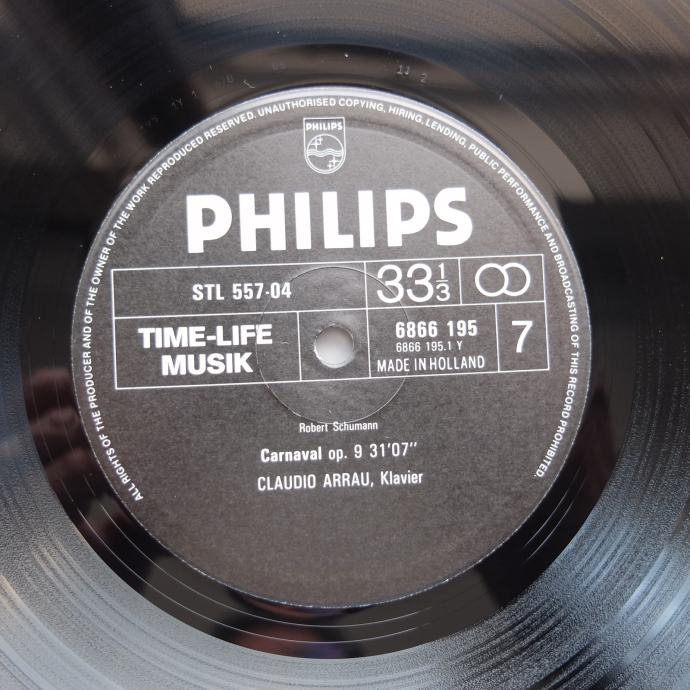 ALL RIGHTS OF THE PRODUCER AND OF THE OWNER OF THE WORK REPRODUCED RESERVED. UNAUTHORISED COPYING, HIRING, LENDING, PUBLIC PERFORMANCE AND BROADCASTING OF THIS RECORD PROHIBITED.
PHILIPS
PHILIPS
STL 557-04
33 1/3
TIME-LIFE
MUSIK
6866 195
6866 195.1 Y
MADE IN HOLLAND
7
Robert Schumann
Carnaval op. 9 31'07''
CLAUDIO ARRAU, Klavier